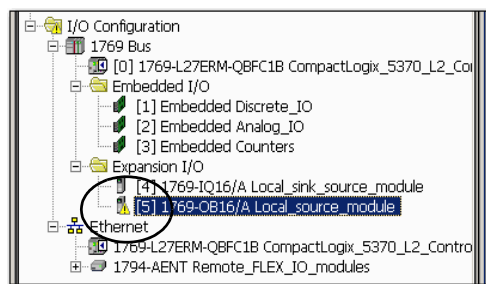 I/O Configuration
1769 Bus
[0] 1769-L27ERM-QBFC1B CompactLogix_5370_L2_Co
Embedded I/O
[1] Embedded Discrete_IO
[2] Embedded Analog_IO
[3] Embedded Counters
Expansion I/O
[4] 1769-IQ16/A Local_sink_source_module
[5] 1769-OB16/A Local_source_module
Ethernet
1769-L27ERM-QBFC1B CompactLogix_5370_L2_Contro
1794-AENT Remote_FLEX_IO_modules